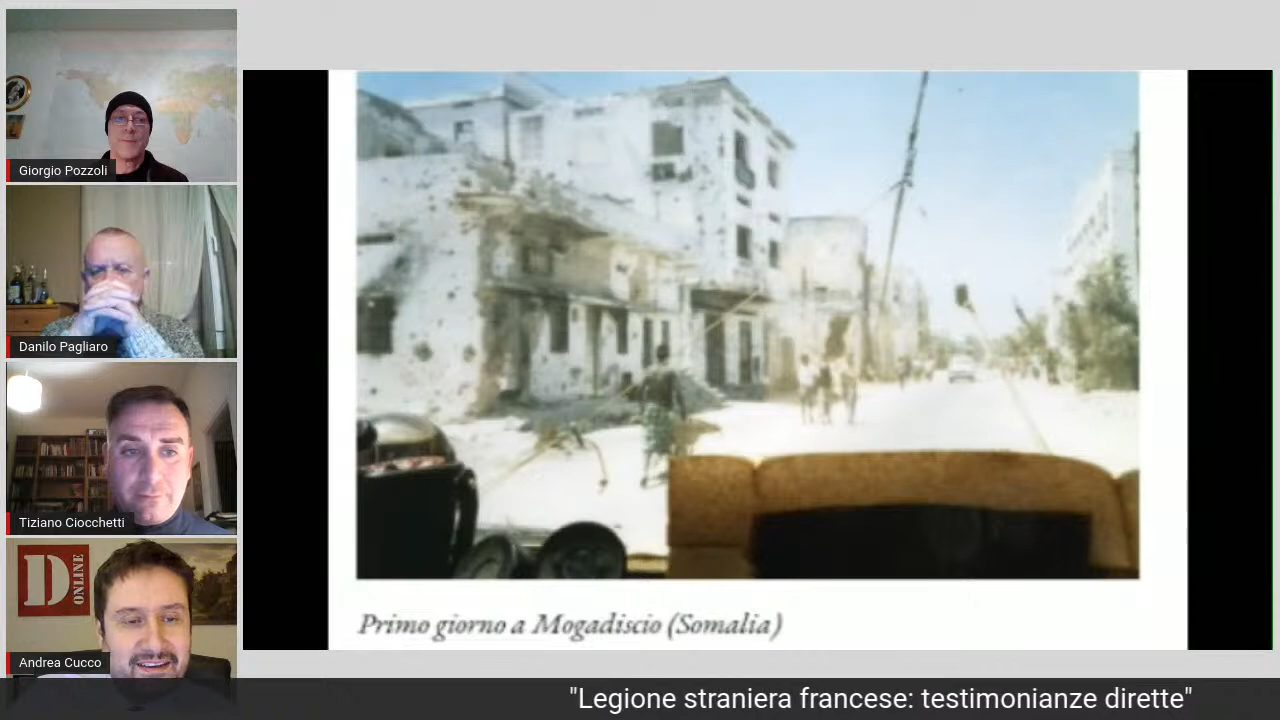 Giorgio Pozzoli
Danilo Pagliaro
Tiziano Ciocchetti
D
ONLINE
Andrea Cucco
Primo giorno a Mogadiscio (Somalia)
"Legione straniera francese: testimonianze dirette"